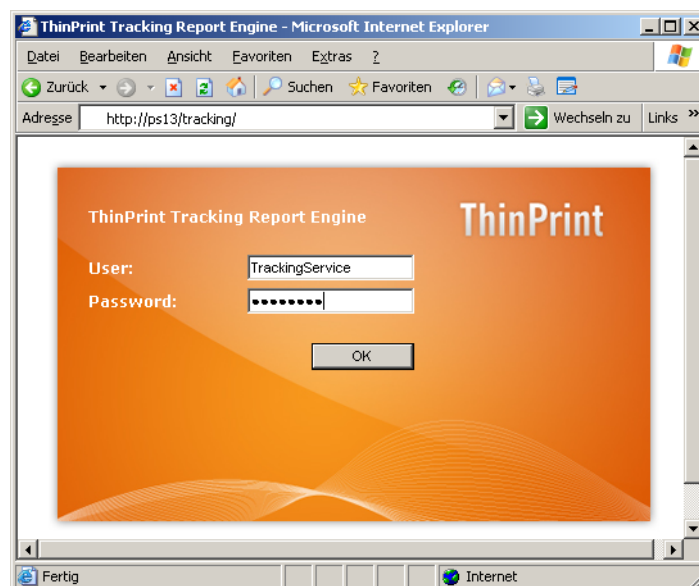 ThinPrint Tracking Report Engine - Microsoft Internet Explorer
Datei Bearbeiten Ansicht Favoriten Extras ?
Zurück Suchen Favoriten
Adresse http://ps13/tracking/ Wechseln zu Links »
ThinPrint Tracking Report Engine ThinPrint
User: TrackingService
Password: ••••••••
OK
Fertig Internet